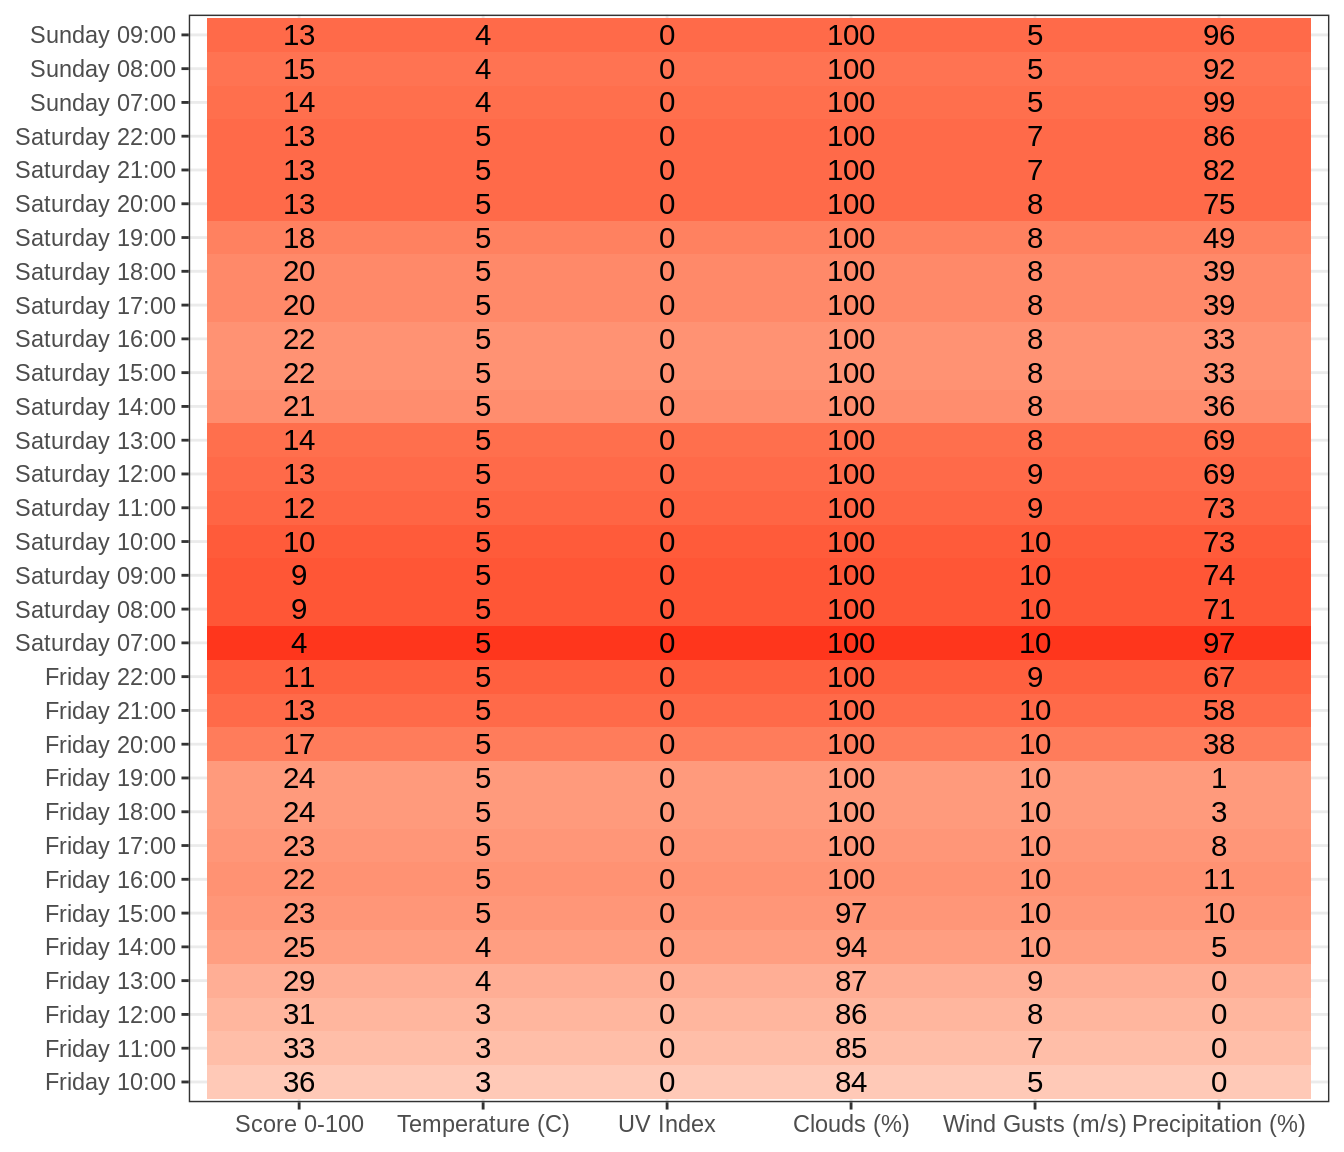 Sunday 09:00 13 4 0 100 5 96
Sunday 08:00 15 4 0 100 5 92
Sunday 07:00 14 4 0 100 5 99
Saturday 22:00 13 5 0 100 7 86
Saturday 21:00 13 5 0 100 7 82
Saturday 20:00 13 5 0 100 8 75
Saturday 19:00 18 5 0 100 8 49
Saturday 18:00 20 5 0 100 8 39
Saturday 17:00 20 5 0 100 8 39
Saturday 16:00 22 5 0 100 8 33
Saturday 15:00 22 5 0 100 8 33
Saturday 14:00 21 5 0 100 8 36
Saturday 13:00 14 5 0 100 8 69
Saturday 12:00 13 5 0 100 9 69
Saturday 11:00 12 5 0 100 9 73
Saturday 10:00 10 5 0 100 10 73
Saturday 09:00 9 5 0 100 10 74
Saturday 08:00 9 5 0 100 10 71
Saturday 07:00 4 5 0 100 10 97
Friday 22:00 11 5 0 100 9 67
Friday 21:00 13 5 0 100 10 58
Friday 20:00 17 5 0 100 10 38
Friday 19:00 24 5 0 100 10 1
Friday 18:00 24 5 0 100 10 3
Friday 17:00 23 5 0 100 10 8
Friday 16:00 22 5 0 100 10 11
Friday 15:00 23 5 0 97 10 10
Friday 14:00 25 4 0 94 10 5
Friday 13:00 29 4 0 87 9 0
Friday 12:00 31 3 0 86 8 0
Friday 11:00 33 3 0 85 7 0
Friday 10:00 36 3 0 84 5 0
Score 0-100 Temperature (C) UV Index Clouds (%) Wind Gusts (m/s) Precipitation (%)